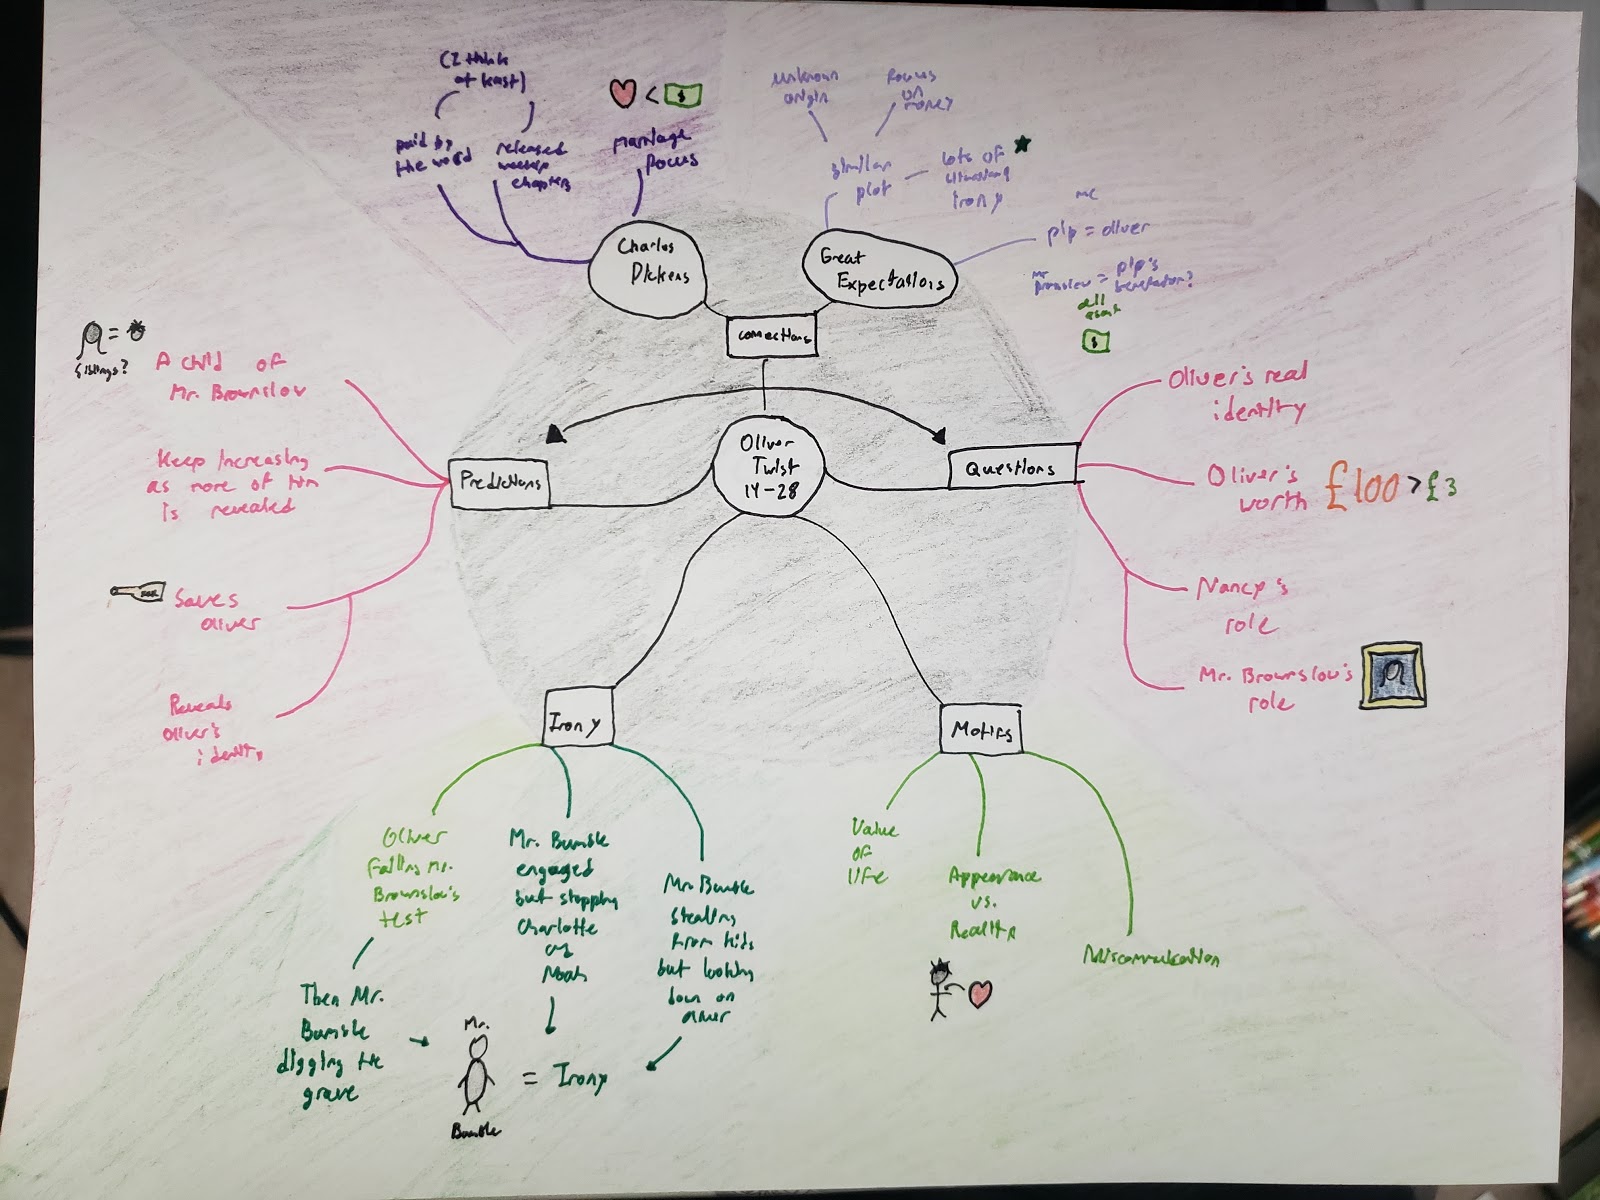 (I think
at least)
paid by
the word
released
weekly
chapters
< $
Marriage
focus
Charles
Dickens
unknown
origin
focus
on
money
similar
plot
lots of
irony
mc
pip = oliver
Great
Expectations
= pip's
benefactor?
all
about
$
connections
Oliver
Twist
14-28
Predictions
=
siblings?
A child of
Mr. Brownslow
Keep increasing
as more of him
is revealed
Saves
oliver
Reveals
Oliver's
identity
Questions
Oliver's real
identity
Oliver's
worth £100 > £3
Nancy's
role
Mr. Brownslow's
role
Irony
Oliver
failing Mr.
Brownslow's
test
Then Mr.
Bumble
digging the
grave
Mr. Bumble
engaged
but stopping
Charlotte
Noah
Mr. Bumble
stealing
from kids
but looking
down on
oliver
Mr.
Bumble
= Irony
Motifs
Value
of
life
Appearance
vs.
Reality
Miscommunication